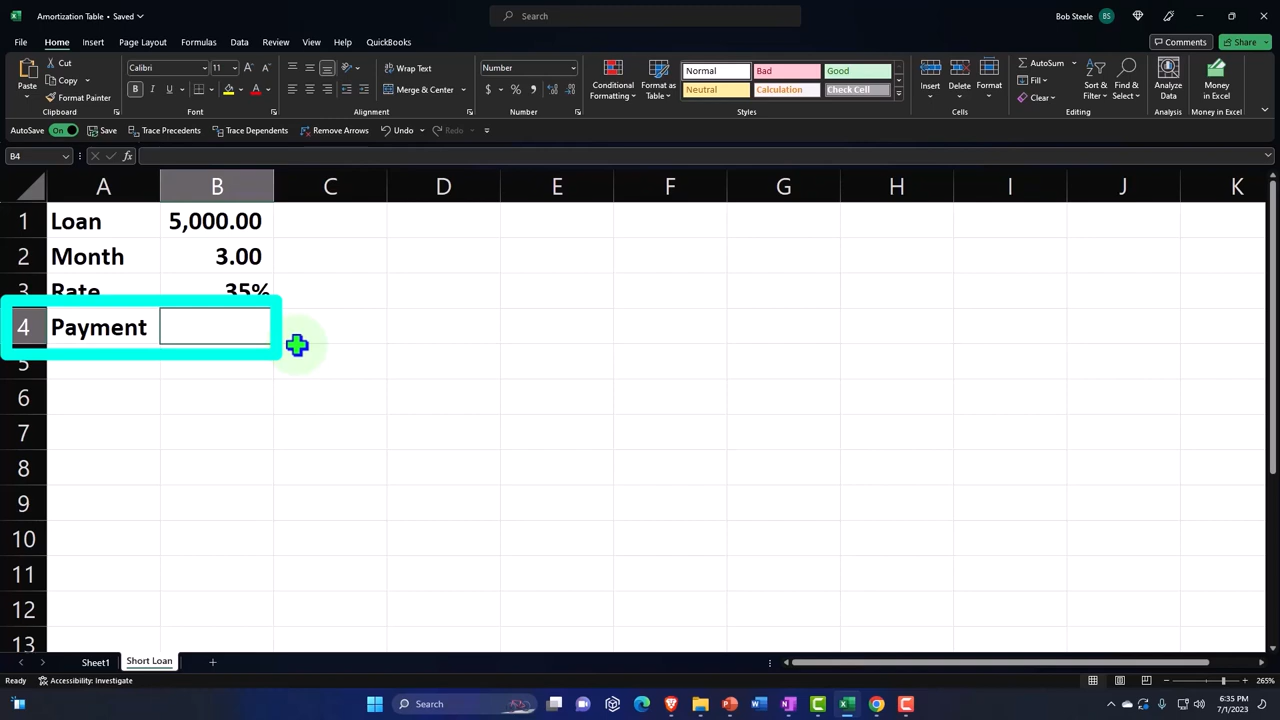 Amortization Table • Saved
Search
Bob Steele BS
File Home Insert Page Layout Formulas Data Review View Help QuickBooks
Comments Share
Paste
Cut
Copy
Format Painter
Clipboard
Calibri 11
B I U
A A
Font
Wrap Text
Merge & Center
Alignment
Number
$ % 9
Number
Conditional
Formatting
Format as
Table
Normal Bad Good
Neutral Calculation Check Cell
Styles
Insert Delete Format
Cells
AutoSum
Fill
Clear
Sort &
Filter
Find &
Select
Editing
Analyze
Data
Analysis
Money
in Excel
Money in Excel
AutoSave On Save Trace Precedents Trace Dependents Remove Arrows Undo Redo
B4 fx
A B C D E F G H I J K
1 Loan 5,000.00
2 Month 3.00
3 Rate 35%
4 Payment
5
6
7
8
9
10
11
12
13
Sheet1 Short Loan
Ready Accessibility: Investigate 265%
Search
6:35 PM
7/1/2023